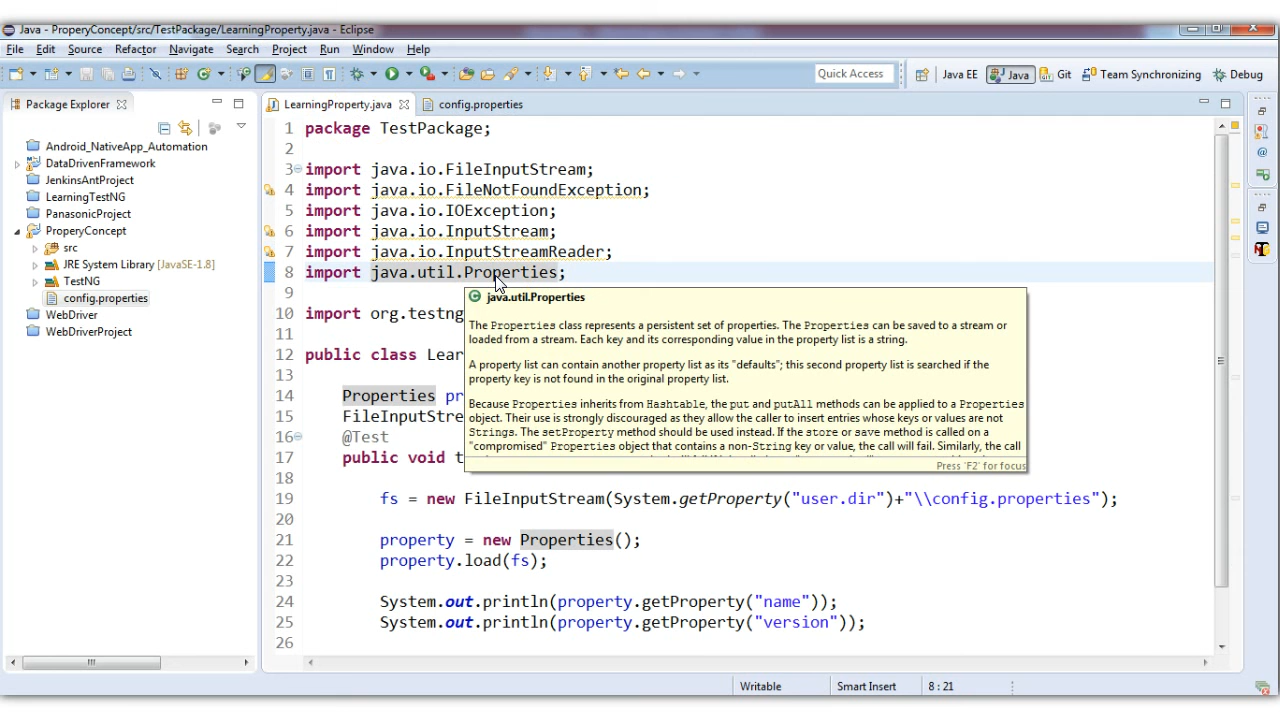 Java - ProperyConcept/src/TestPackage/LearningProperty.java - Eclipse
File Edit Source Refactor Navigate Search Project Run Window Help
Quick Access Java EE Java Git Team Synchronizing Debug
Package Explorer
LearningProperty.java config.properties
Android_NativeApp_Automation
DataDrivenFramework
JenkinsAntProject
LearningTestNG
PanasonicProject
ProperyConcept
src
JRE System Library [JavaSE-1.8]
TestNG
config.properties
WebDriver
WebDriverProject
1 package TestPackage;
2
3 import java.io.FileInputStream;
4 import java.io.FileNotFoundException;
5 import java.io.IOException;
6 import java.io.InputStream;
7 import java.io.InputStreamReader;
8 import java.util.Properties;
9
10 import org.testng
11
12 public class Lear
13
14 Properties pr
15 FileInputStre
16 @Test
17 public void t
18
19 fs = new FileInputStream(System.getProperty("user.dir")+"\\config.properties");
20
21 property = new Properties();
22 property.load(fs);
23
24 System.out.println(property.getProperty("name"));
25 System.out.println(property.getProperty("version"));
26
java.util.Properties
The Properties class represents a persistent set of properties. The Properties can be saved to a stream or
loaded from a stream. Each key and its corresponding value in the property list is a string.
A property list can contain another property list as its "defaults"; this second property list is searched if the
property key is not found in the original property list.
Because Properties inherits from Hashtable, the put and putAll methods can be applied to a Properties
object. Their use is strongly discouraged as they allow the caller to insert entries whose keys or values are not
Strings. The setProperty method should be used instead. If the store or save method is called on a
"compromised" Properties object that contains a non-String key or value, the call will fail. Similarly, the call
Press 'F2' for focus
Writable Smart Insert 8 : 21